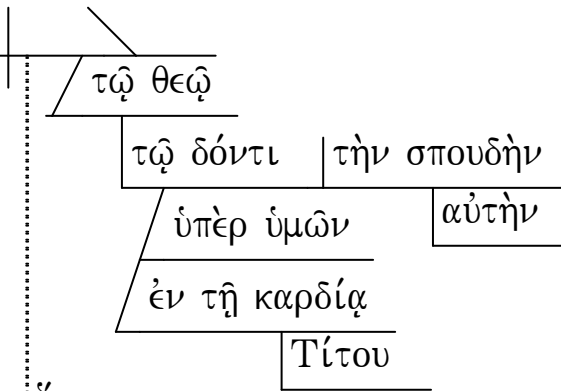 τῷ θεῷ
τῷ δόντι τὴν σπουδὴν
ὑπὲρ ὑμῶν αὐτὴν
ἐν τῇ καρδίᾳ
Τίτου